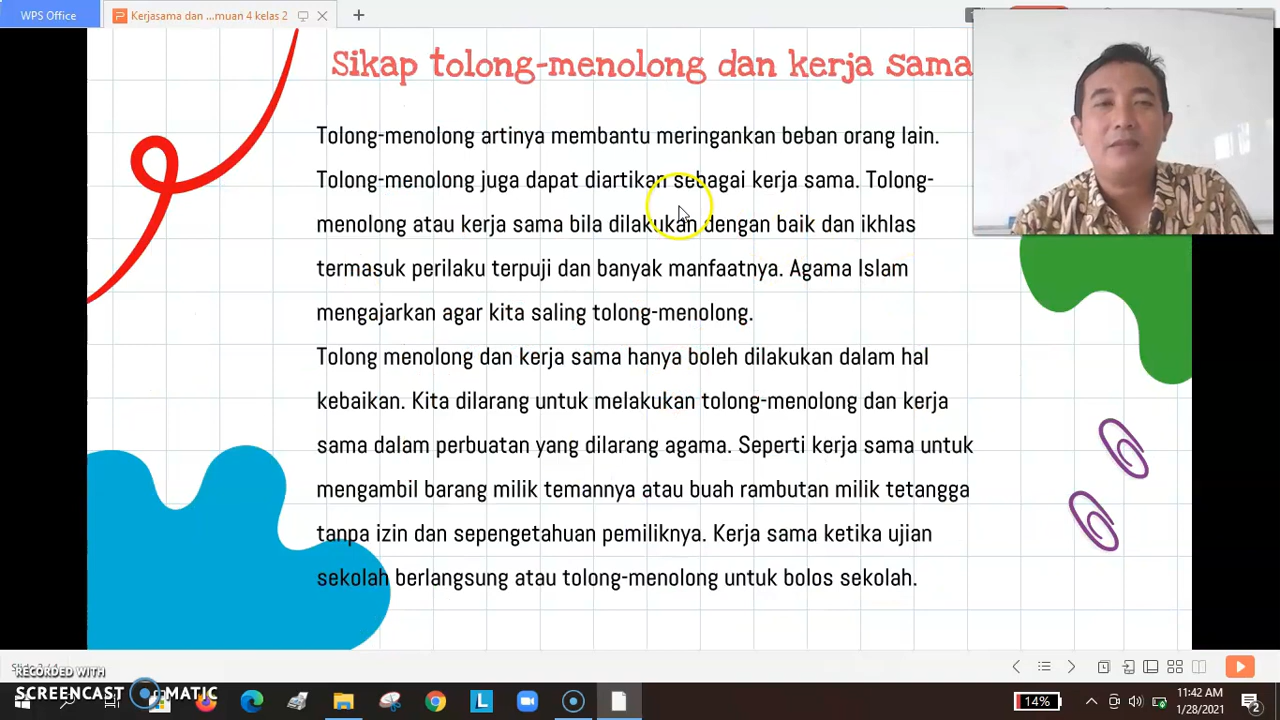 WPS Office
Kerjasama dan ...muan 4 kelas 2
Sikap tolong-menolong dan kerja sama
Tolong-menolong artinya membantu meringankan beban orang lain.
Tolong-menolong juga dapat diartikan sebagai kerja sama. Tolong-
menolong atau kerja sama bila dilakukan dengan baik dan ikhlas
termasuk perilaku terpuji dan banyak manfaatnya. Agama Islam
mengajarkan agar kita saling tolong-menolong.
Tolong menolong dan kerja sama hanya boleh dilakukan dalam hal
kebaikan. Kita dilarang untuk melakukan tolong-menolong dan kerja
sama dalam perbuatan yang dilarang agama. Seperti kerja sama untuk
mengambil barang milik temannya atau buah rambutan milik tetangga
tanpa izin dan sepengetahuan pemiliknya. Kerja sama ketika ujian
sekolah berlangsung atau tolong-menolong untuk bolos sekolah.
RECORDED WITH
SCREENCAST MATIC
14%
11:42 AM
1/28/2021
2